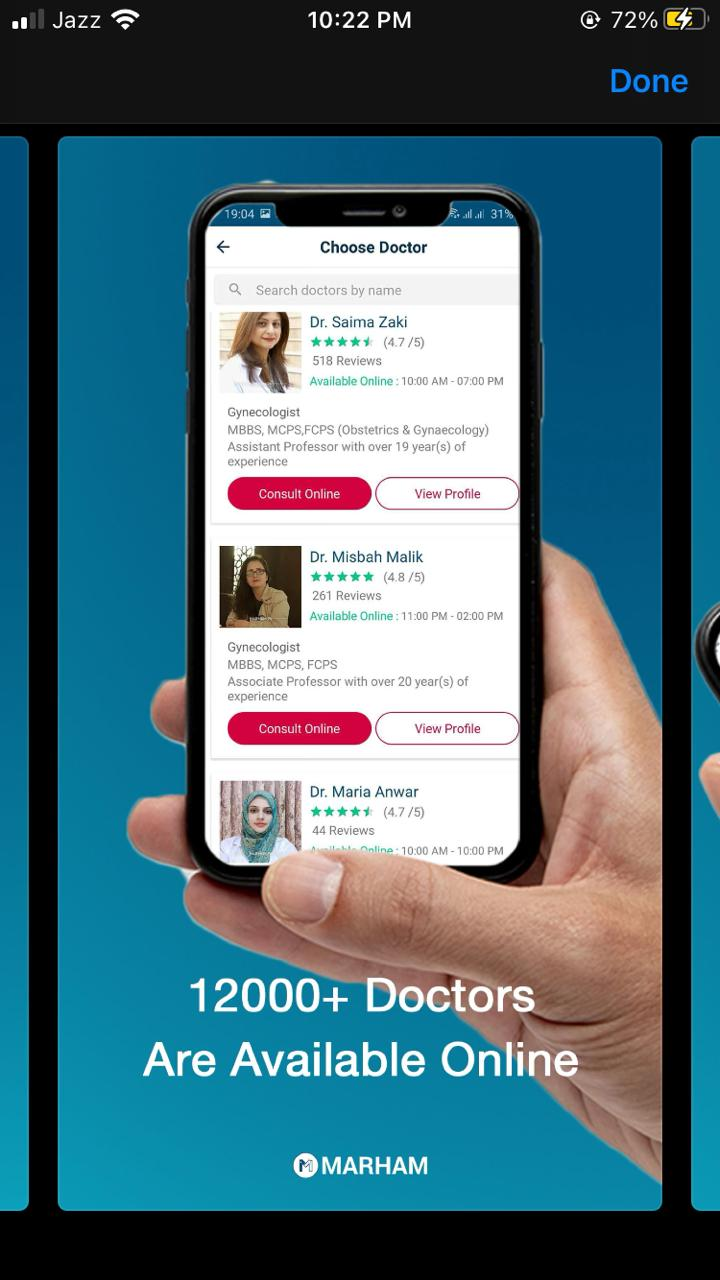 Jazz 10:22 PM 72%
Done
19:04 31%
Choose Doctor
Search doctors by name
Dr. Saima Zaki
(4.7 /5)
518 Reviews
Available Online : 10:00 AM - 07:00 PM
Gynecologist
MBBS, MCPS,FCPS (Obstetrics & Gynaecology)
Assistant Professor with over 19 year(s) of
experience
Consult Online View Profile
Dr. Misbah Malik
(4.8 /5)
261 Reviews
Available Online : 11:00 PM - 02:00 PM
Gynecologist
MBBS, MCPS, FCPS
Associate Professor with over 20 year(s) of
experience
Consult Online View Profile
Dr. Maria Anwar
(4.7 /5)
44 Reviews
Available Online : 10:00 AM - 10:00 PM
12000+ Doctors
Are Available Online
MARHAM